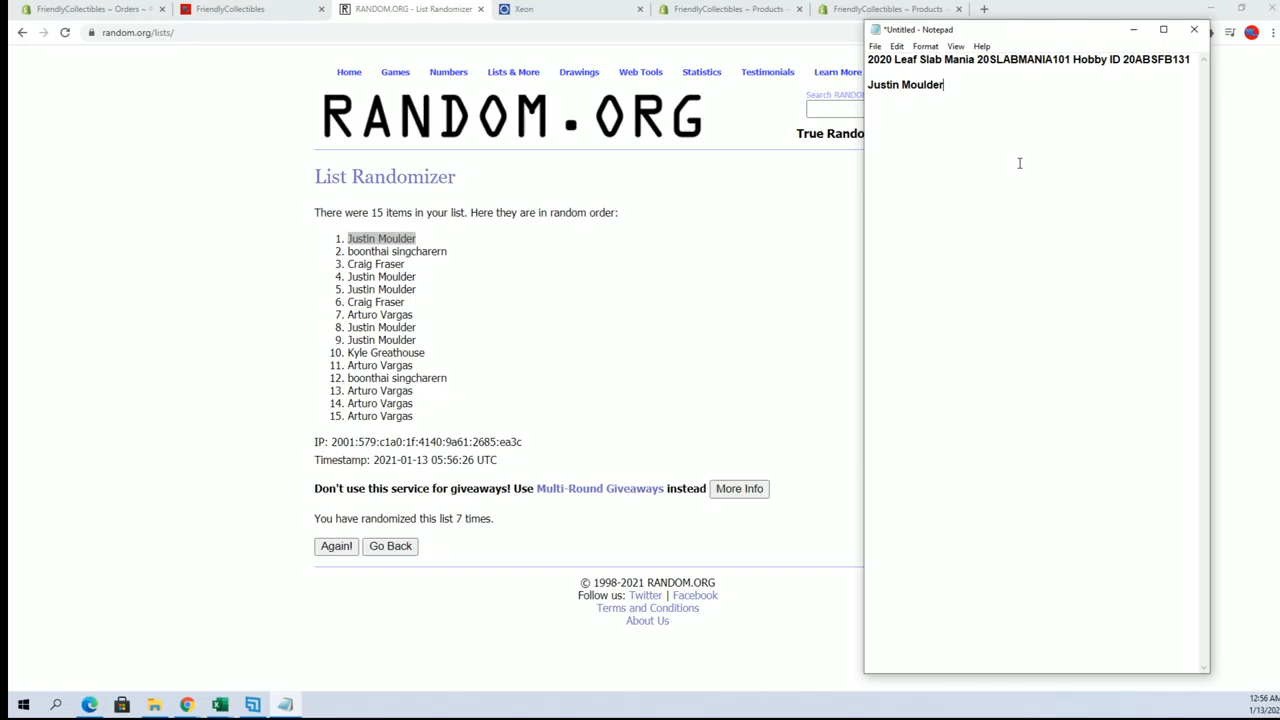 FriendlyCollectibles ~ Orders ~
FriendlyCollectibles
RANDOM.ORG - List Randomizer
Xeon
FriendlyCollectibles ~ Products -
FriendlyCollectibles ~ Products -
random.org/lists/
*Untitled - Notepad
File Edit Format View Help
2020 Leaf Slab Mania 20SLABMANIA101 Hobby ID 20ABSFB131
Justin Moulder
Home Games Numbers Lists & More Drawings Web Tools Statistics Testimonials Learn More
Search RANDO
RANDOM.ORG
True Rando
List Randomizer
There were 15 items in your list. Here they are in random order:
1. Justin Moulder
2. boonthai singcharern
3. Craig Fraser
4. Justin Moulder
5. Justin Moulder
6. Craig Fraser
7. Arturo Vargas
8. Justin Moulder
9. Justin Moulder
10. Kyle Greathouse
11. Arturo Vargas
12. boonthai singcharern
13. Arturo Vargas
14. Arturo Vargas
15. Arturo Vargas
IP: 2001:579:c1a0:1f:4140:9a61:2685:ea3c
Timestamp: 2021-01-13 05:56:26 UTC
Don't use this service for giveaways! Use Multi-Round Giveaways instead More Info
You have randomized this list 7 times.
Again! Go Back
© 1998-2021 RANDOM.ORG
Follow us: Twitter | Facebook
Terms and Conditions
About Us
12:56 AM
1/13/202